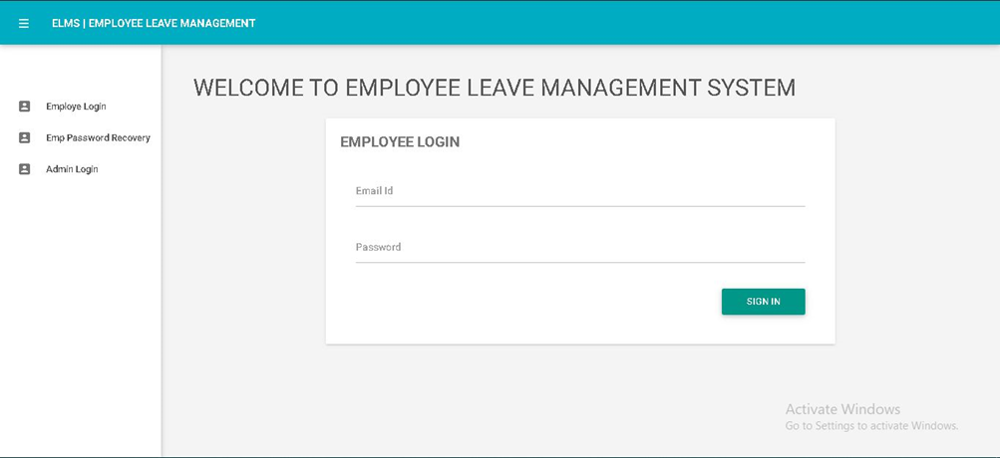 ELMS | EMPLOYEE LEAVE MANAGEMENT
WELCOME TO EMPLOYEE LEAVE MANAGEMENT SYSTEM
Employe Login
Emp Password Recovery
Admin Login
EMPLOYEE LOGIN
Email Id
Password
SIGN IN
Activate Windows
Go to Settings to activate Windows.